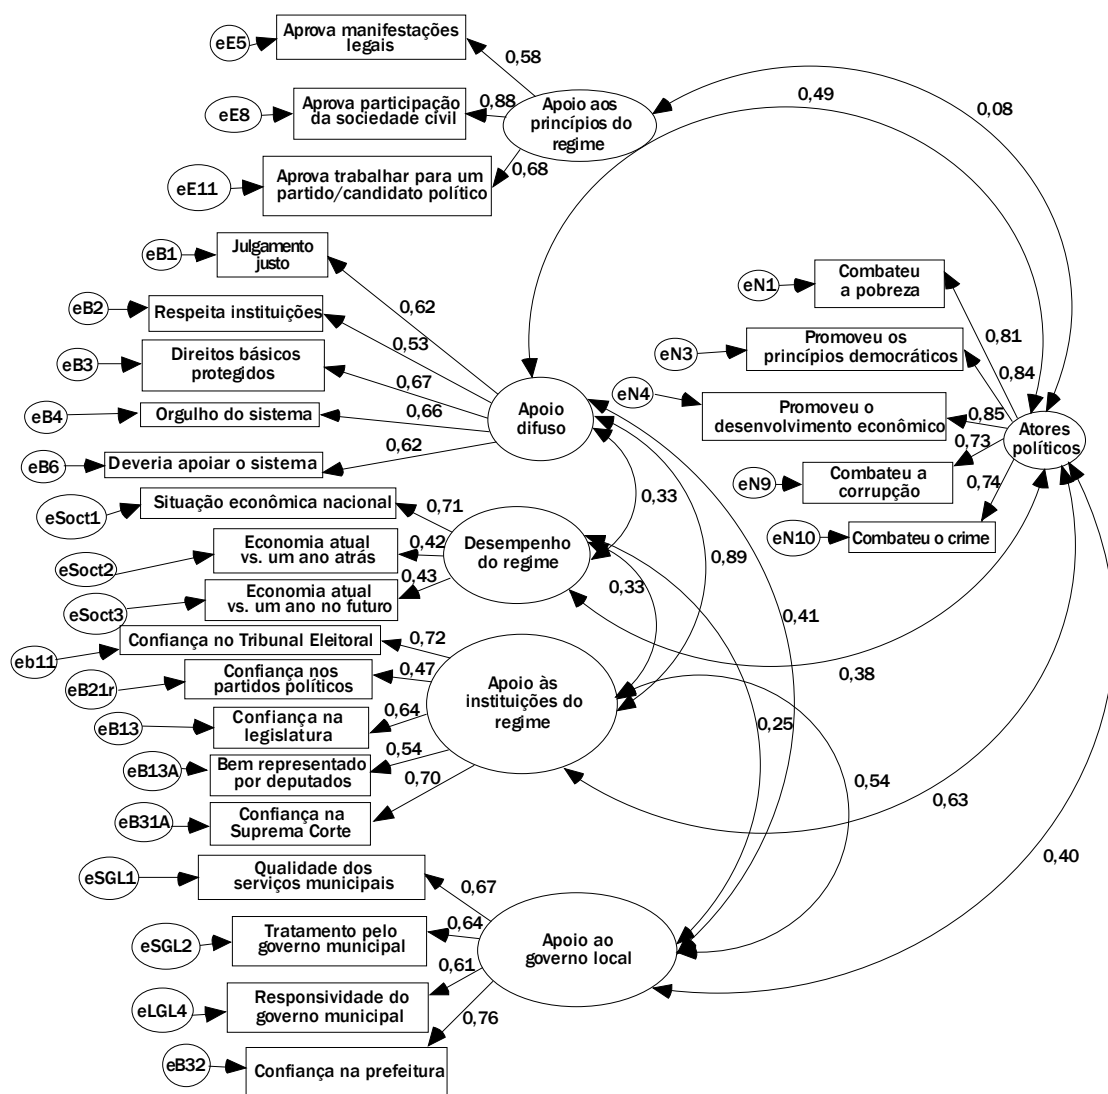 eE5
Aprova manifestações
legais
0,58
eE8
Aprova participação
da sociedade civil
0,88
Apoio aos
princípios do
regime
0,49
0,08
eE11
Aprova trabalhar para um
partido/candidato político
0,68
eB1
Julgamento
justo
0,62
eB2
Respeita instituições
0,53
eB3
Direitos básicos
protegidos
0,67
eB4
Orgulho do sistema
0,66
eB6
Deveria apoiar o sistema
0,62
Apoio
difuso
eN1
Combateu
a pobreza
0,81
eN3
Promoveu os
princípios democráticos
0,84
eN4
Promoveu o
desenvolvimento econômico
0,85
eN9
Combateu a
corrupção
0,73
eN10
Combateu o crime
0,74
Atores
políticos
eSoct1
Situação econômica nacional
0,71
eSoct2
Economia atual
vs. um ano atrás
0,42
eSoct3
Economia atual
vs. um ano no futuro
0,43
Desempenho
do regime
0,33
0,89
0,33
0,41
0,38
eb11
Confiança no Tribunal Eleitoral
0,72
eB21r
Confiança nos
partidos políticos
0,47
eB13
Confiança na
legislatura
0,64
eB13A
Bem representado
por deputados
0,54
eB31A
Confiança na
Suprema Corte
0,70
Apoio às
instituições do
regime
0,25
0,54
0,63
0,40
eSGL1
Qualidade dos
serviços municipais
0,67
eSGL2
Tratamento pelo
governo municipal
0,64
eLGL4
Responsividade do
governo municipal
0,61
eB32
Confiança na prefeitura
0,76
Apoio ao
governo local